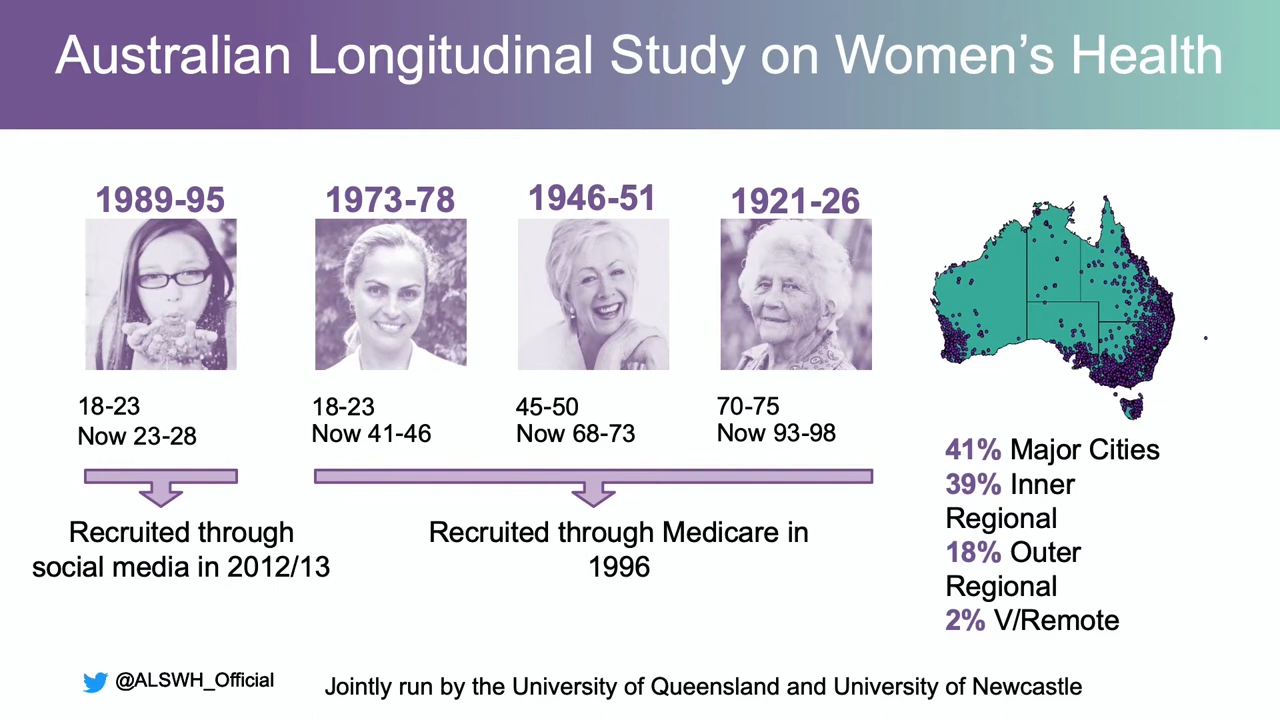 Australian Longitudinal Study on Women's Health
1989-95
1973-78
1946-51
1921-26
18-23
Now 23-28
18-23
Now 41-46
45-50
Now 68-73
70-75
Now 93-98
Recruited through
social media in 2012/13
Recruited through Medicare in
1996
41% Major Cities
39% Inner
Regional
18% Outer
Regional
2% V/Remote
@ALSWH_Official
Jointly run by the University of Queensland and University of Newcastle